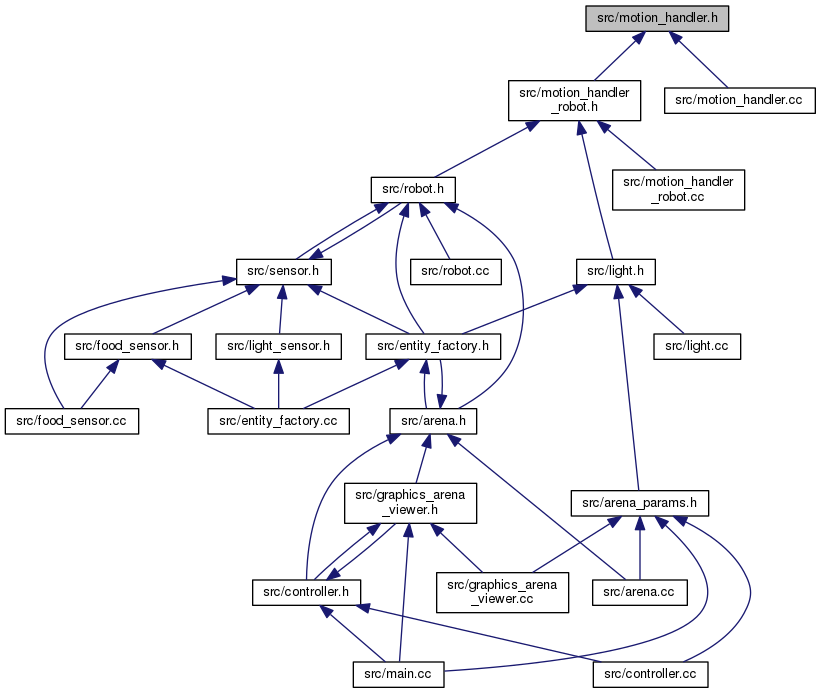 src/motion_handler.h
src/motion_handler
_robot.h
src/motion_handler.cc
src/robot.h
src/motion_handler
_robot.cc
src/sensor.h
src/robot.cc
src/light.h
src/food_sensor.h
src/light_sensor.h
src/entity_factory.h
src/light.cc
src/food_sensor.cc
src/entity_factory.cc
src/arena.h
src/graphics_arena
_viewer.h
src/arena_params.h
src/controller.h
src/graphics_arena
_viewer.cc
src/arena.cc
src/main.cc
src/controller.cc